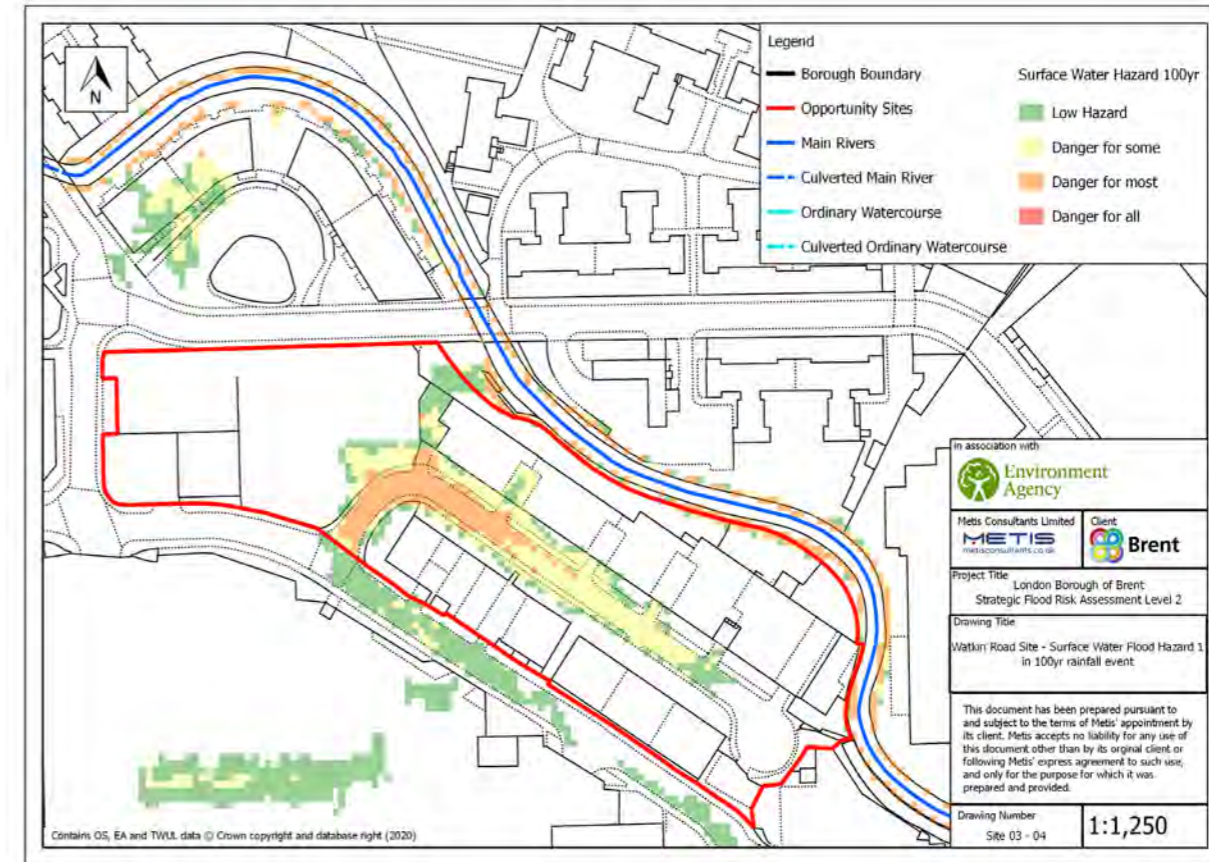 N
Legend
Borough Boundary
Opportunity Sites
Main Rivers
Culverted Main River
Ordinary Watercourse
Culverted Ordinary Watercourse
Surface Water Hazard 100yr
Low Hazard
Danger for some
Danger for most
Danger for all
in association with
Environment
Agency
Metis Consultants Limited
METIS
metisconsultants.co.uk
Client
Brent
Project Title
London Borough of Brent
Strategic Flood Risk Assessment Level 2
Drawing Title
Watkin Road Site - Surface Water Flood Hazard 1
in 100yr rainfall event
This document has been prepared pursuant to
and subject to the terms of Metis' appointment by
its client. Metis accepts no liability for any use of
this document other than by its orginal client or
following Metis' express agreement to such use,
and only for the purpose for which it was
prepared and provided.
Drawing Number
Site 03 - 04
1:1,250
Contains OS, EA and TWUL data © Crown copyright and database right (2020)